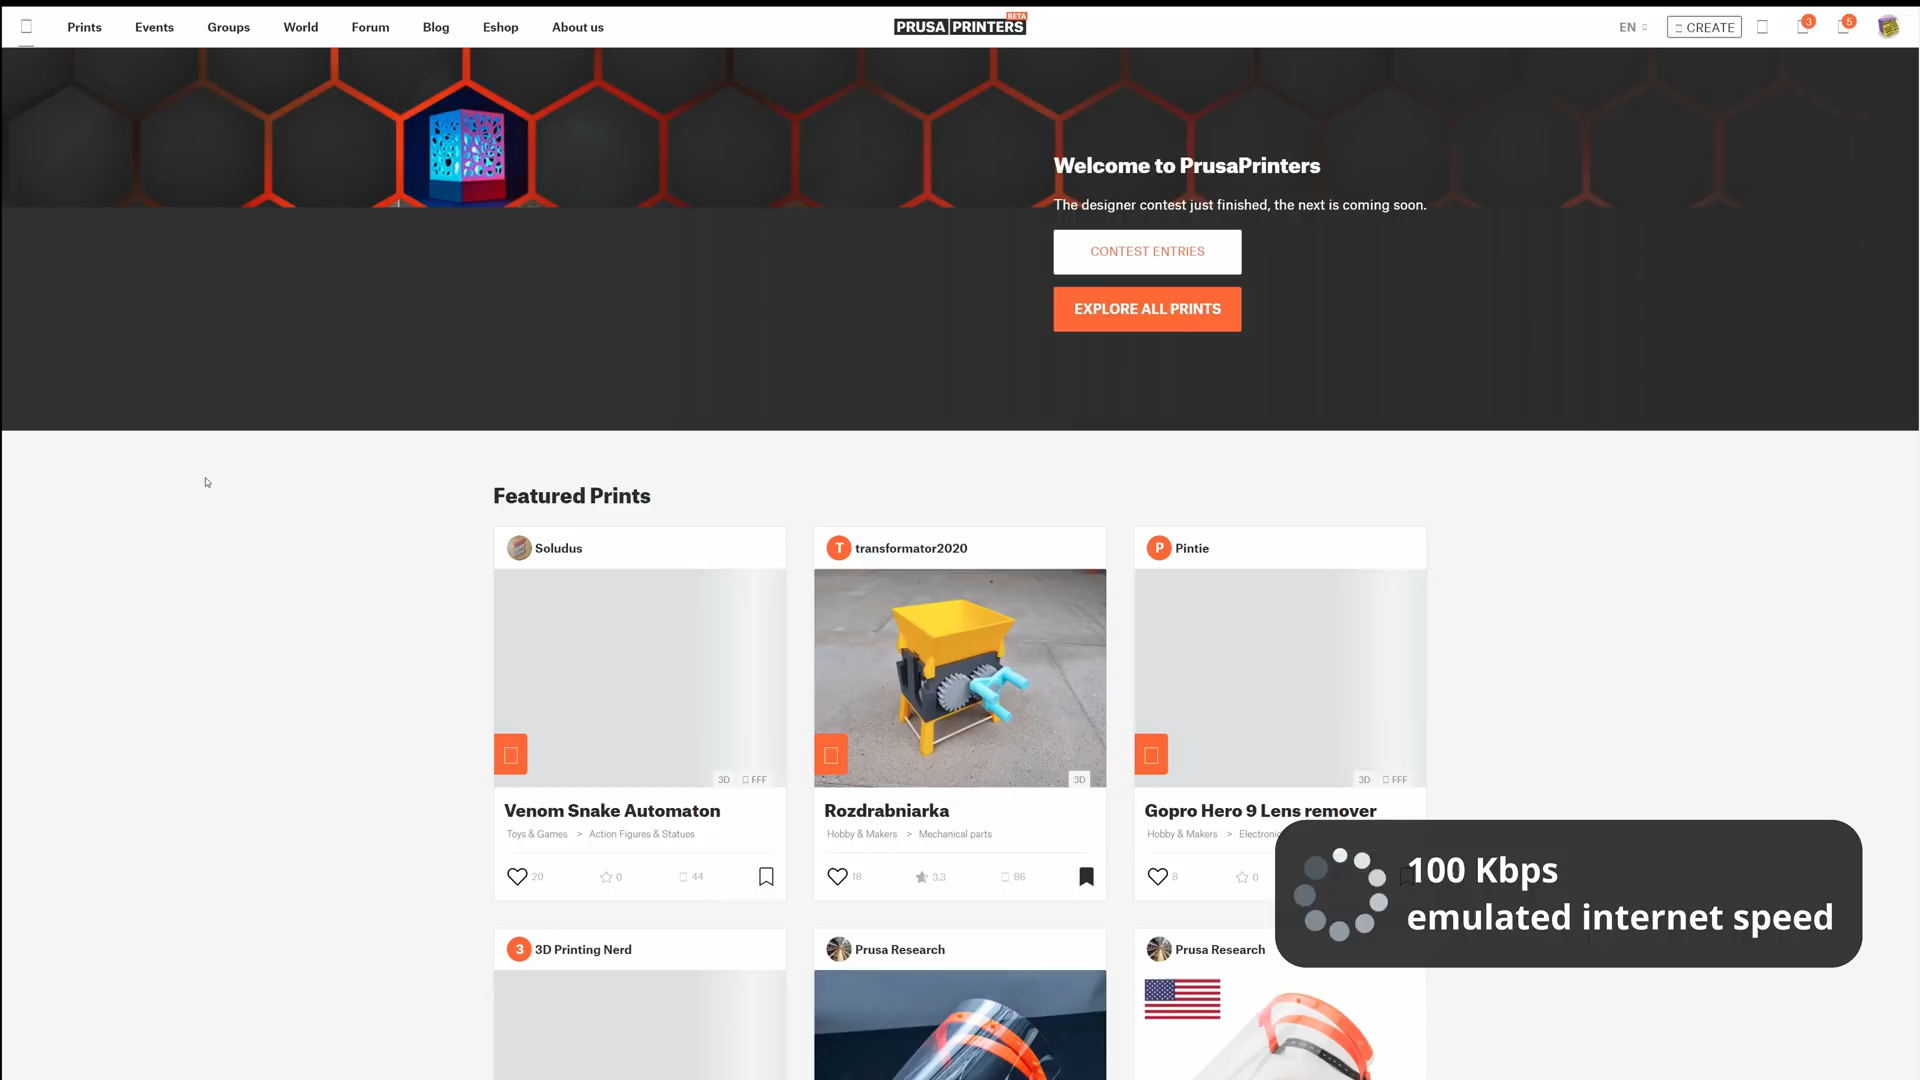 Prints Events Groups World Forum Blog Eshop About us
PRUSA PRINTERS BETA
EN CREATE 3 5
Welcome to PrusaPrinters
The designer contest just finished, the next is coming soon.
CONTEST ENTRIES
EXPLORE ALL PRINTS
Featured Prints
Soludus
3D FFF
Venom Snake Automaton
Toys & Games > Action Figures & Statues
20 0 44
T transformator2020
3D
Rozdrabniarka
Hobby & Makers > Mechanical parts
18 3.3 86
P Pintie
3D FFF
Gopro Hero 9 Lens remover
Hobby & Makers >
8 0
3 3D Printing Nerd
Prusa Research
Prusa Research
100 Kbps
emulated internet speed